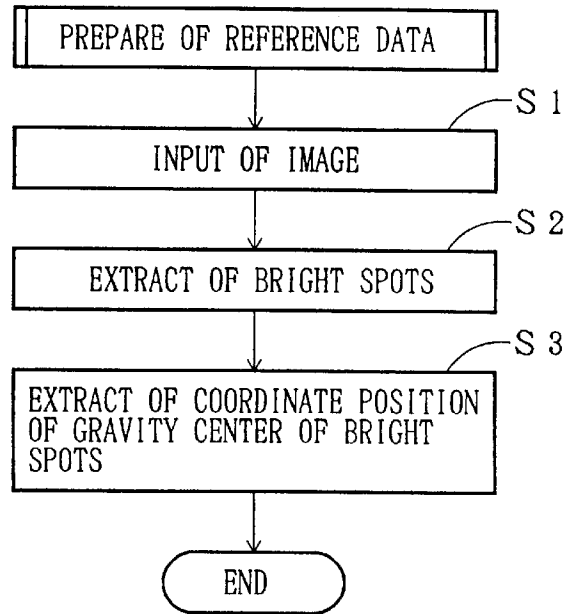 PREPARE OF REFERENCE DATA
S 1
INPUT OF IMAGE
S 2
EXTRACT OF BRIGHT SPOTS
S 3
EXTRACT OF COORDINATE POSITION
OF GRAVITY CENTER OF BRIGHT
SPOTS
END